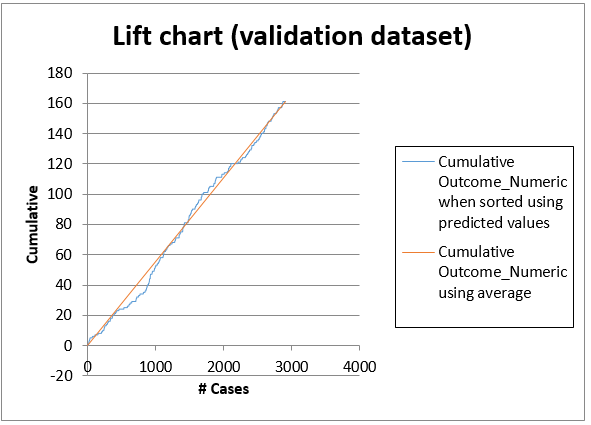 Lift chart (validation dataset)
180
160
140
120
100
80
60
40
20
0
-20
Cumulative
0 1000 2000 3000 4000
# Cases
Cumulative
Outcome_Numeric
when sorted using
predicted values
Cumulative
Outcome_Numeric
using average